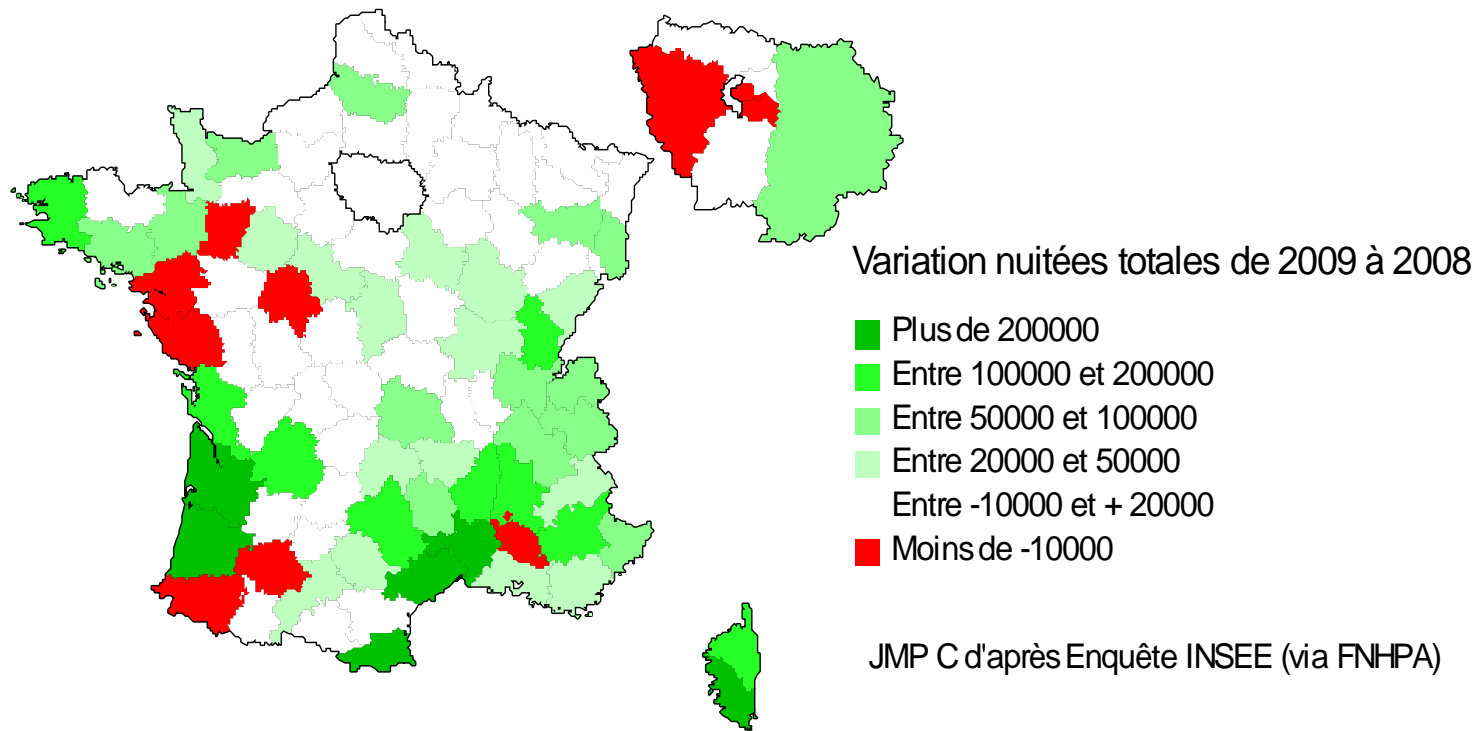 Variation nuitées totales de 2009 à 2008
Plus de 200000
Entre 100000 et 200000
Entre 50000 et 100000
Entre 20000 et 50000
Entre -10000 et + 20000
Moins de -10000
JMP C d'après Enquête INSEE (via FNHPA)